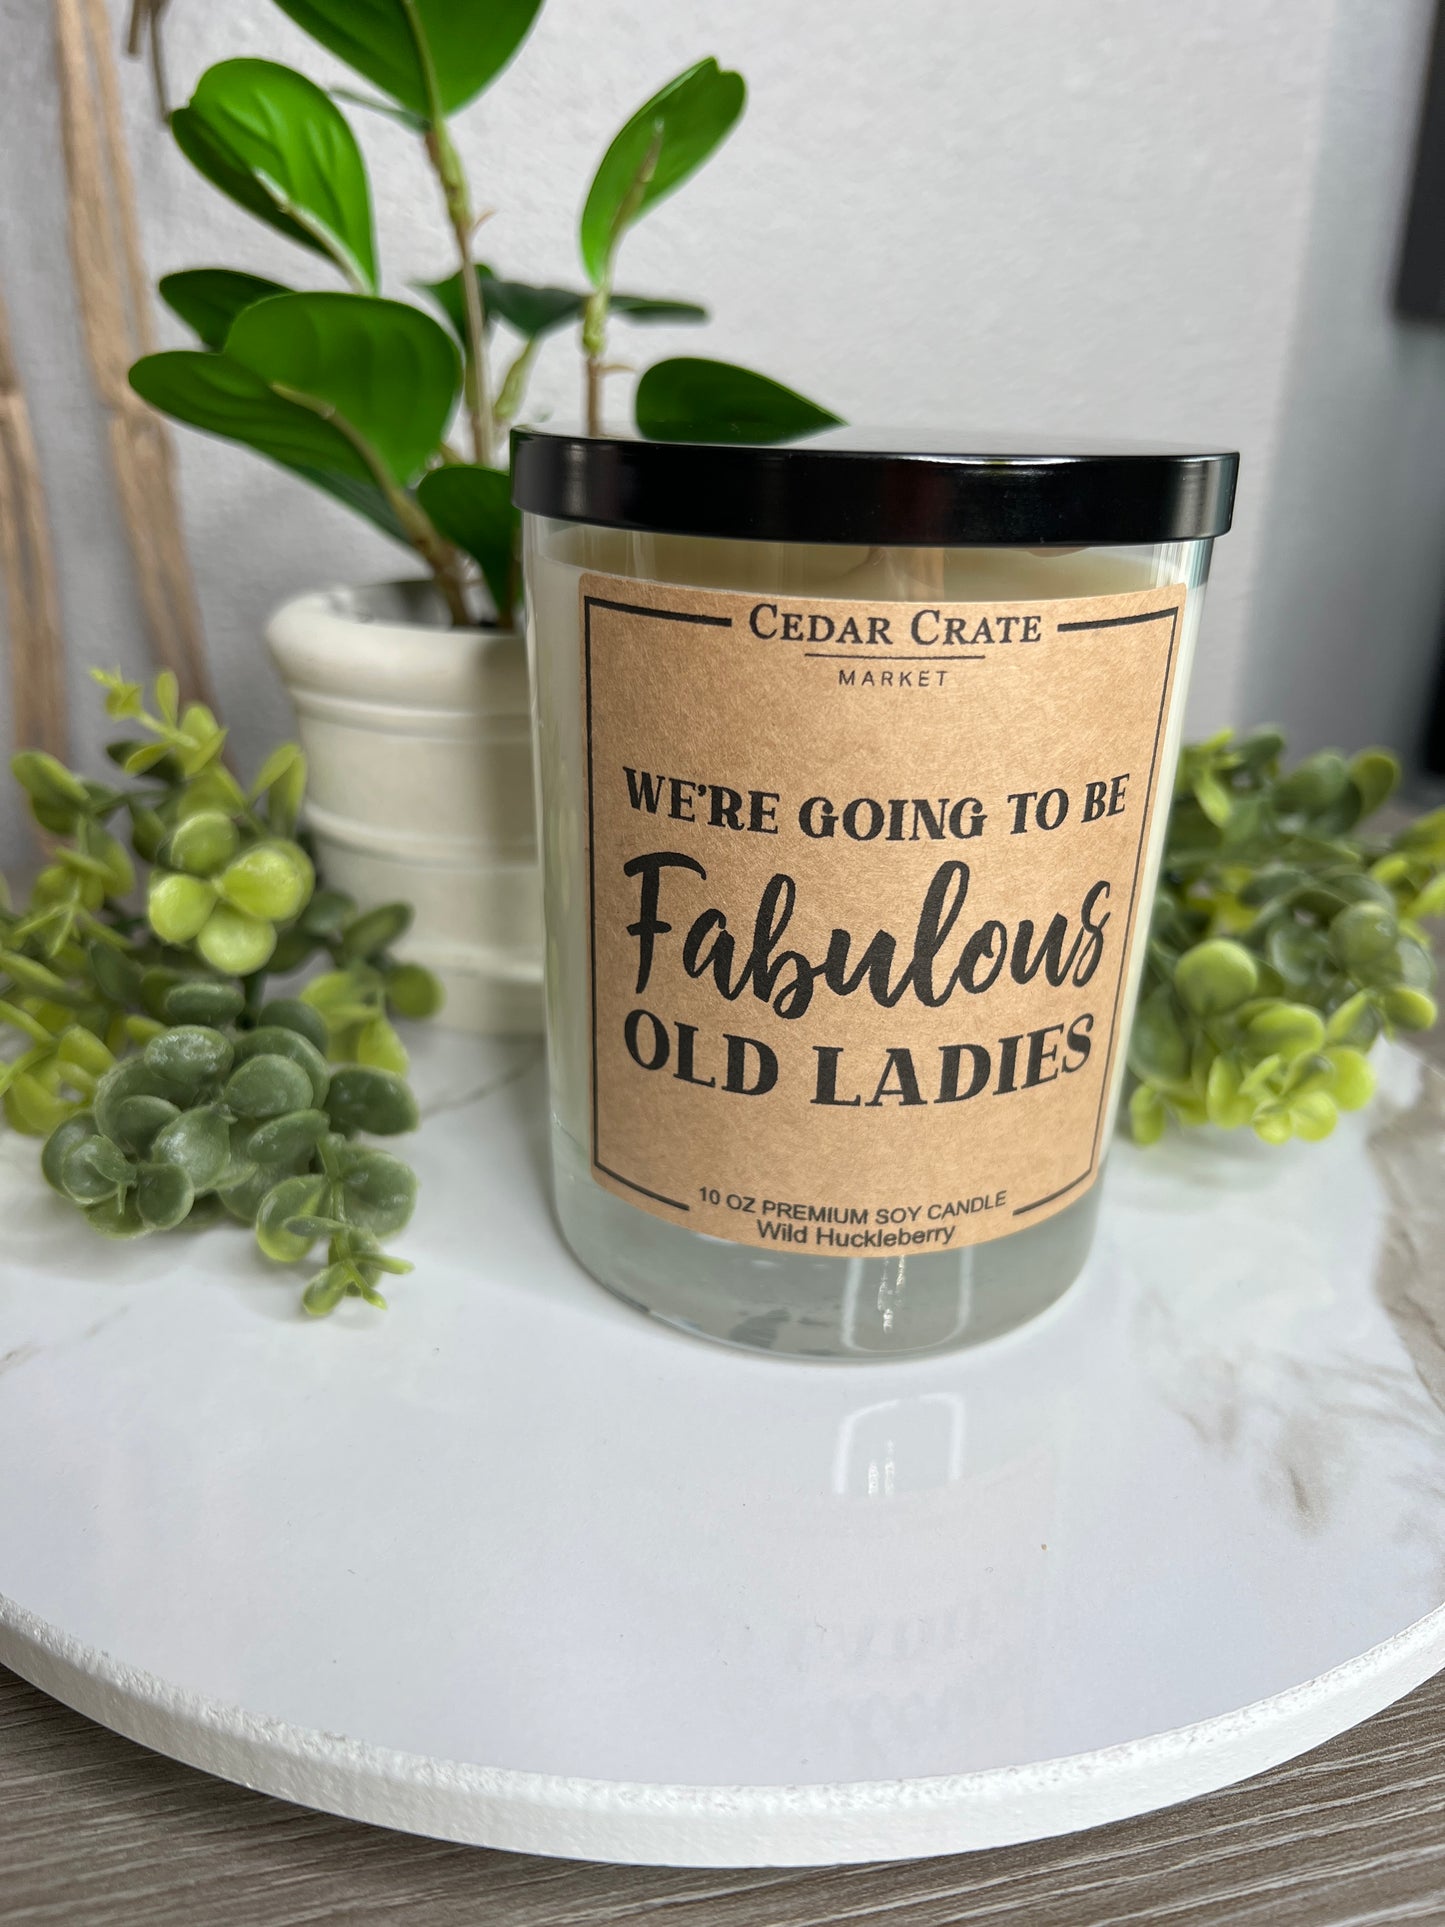 CEDAR CRATE
MARKET
WE'RE GOING TO BE
Fabulous
OLD LADIES
10 OZ PREMIUM SOY CANDLE
Wild Huckleberry